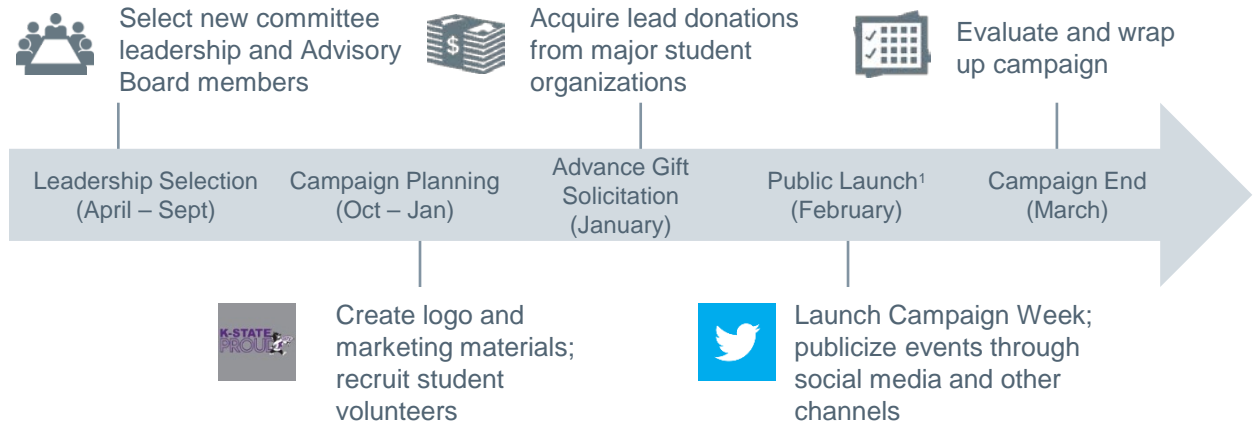 Select new committee
leadership and Advisory
Board members
Acquire lead donations
from major student
organizations
Evaluate and wrap
up campaign
$
Leadership Selection
(April – Sept)
Campaign Planning
(Oct – Jan)
Advance Gift
Solicitation
(January)
Public Launch¹
(February)
Campaign End
(March)
K-STATE
PROUD
Create logo and
marketing materials;
recruit student
volunteers
Launch Campaign Week;
publicize events through
social media and other
channels